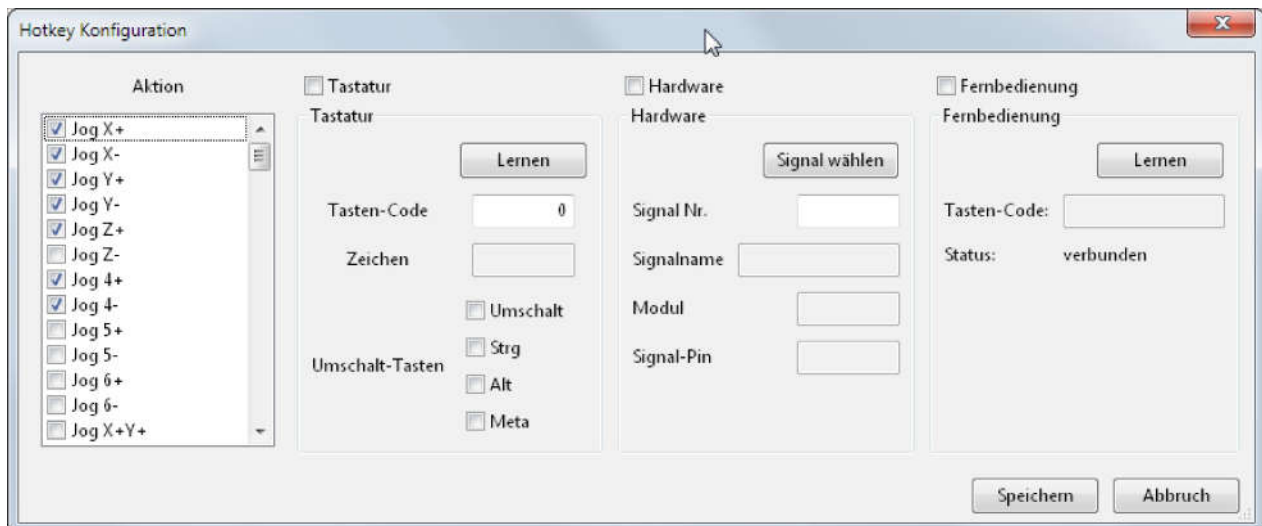 Hotkey Konfiguration
Aktion
Jog X+
Jog X-
Jog Y+
Jog Y-
Jog Z+
Jog Z-
Jog 4+
Jog 4-
Jog 5+
Jog 5-
Jog 6+
Jog 6-
Jog X+Y+
Tastatur
Tastatur
Lernen
Tasten-Code 0
Zeichen
Umschalt-Tasten
Umschalt
Strg
Alt
Meta
Hardware
Hardware
Signal wählen
Signal Nr.
Signalname
Modul
Signal-Pin
Fernbedienung
Fernbedienung
Lernen
Tasten-Code:
Status: verbunden
Speichern
Abbruch